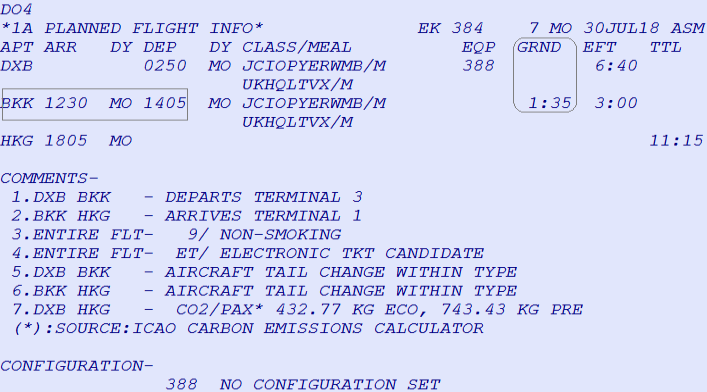 DO4
*1A PLANNED FLIGHT INFO* EK 384 7 MO 30JUL18 ASM
APT ARR DY DEP DY CLASS/MEAL EQP GRND EFT TTL
DXB 0250 MO JCIOPYERWMB/M 388 6:40
UKHQLTVX/M
BKK 1230 MO 1405 MO JCIOPYERWMB/M 1:35 3:00
UKHQLTVX/M
HKG 1805 MO 11:15
COMMENTS-
1.DXB BKK - DEPARTS TERMINAL 3
2.BKK HKG - ARRIVES TERMINAL 1
3.ENTIRE FLT- 9/ NON-SMOKING
4.ENTIRE FLT- ET/ ELECTRONIC TKT CANDIDATE
5.DXB BKK - AIRCRAFT TAIL CHANGE WITHIN TYPE
6.BKK HKG - AIRCRAFT TAIL CHANGE WITHIN TYPE
7.DXB HKG - CO2/PAX* 432.77 KG ECO, 743.43 KG PRE
(*):SOURCE:ICAO CARBON EMISSIONS CALCULATOR
CONFIGURATION-
388 NO CONFIGURATION SET